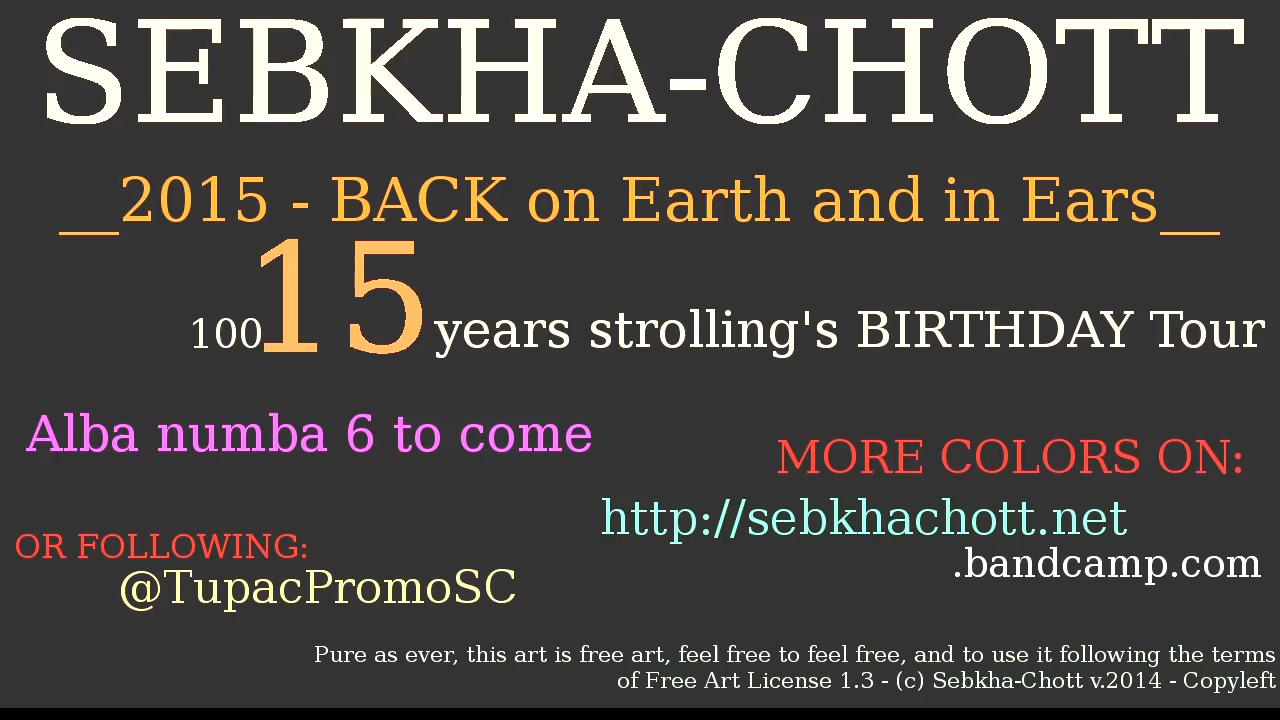 SEBKHA-CHOTT
__2015 - BACK on Earth and in Ears__
10015 years strolling's BIRTHDAY Tour
Alba numba 6 to come
MORE COLORS ON:
http://sebkhachott.net
.bandcamp.com
OR FOLLOWING:
@TupacPromoSC
Pure as ever, this art is free art, feel free to feel free, and to use it following the terms
of Free Art License 1.3 - (c) Sebkha-Chott v.2014 - Copyleft